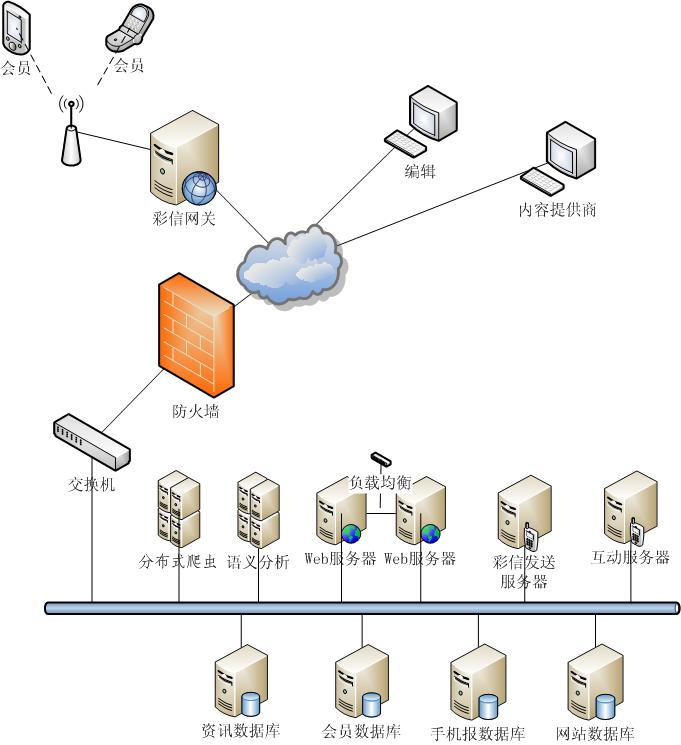 会员
会员
彩信网关
编辑
内容提供商
防火墙
交换机
负载均衡
分布式爬虫
语义分析
Web服务器
Web服务器
彩信发送
服务器
互动服务器
资讯数据库
会员数据库
手机报数据库
网站数据库